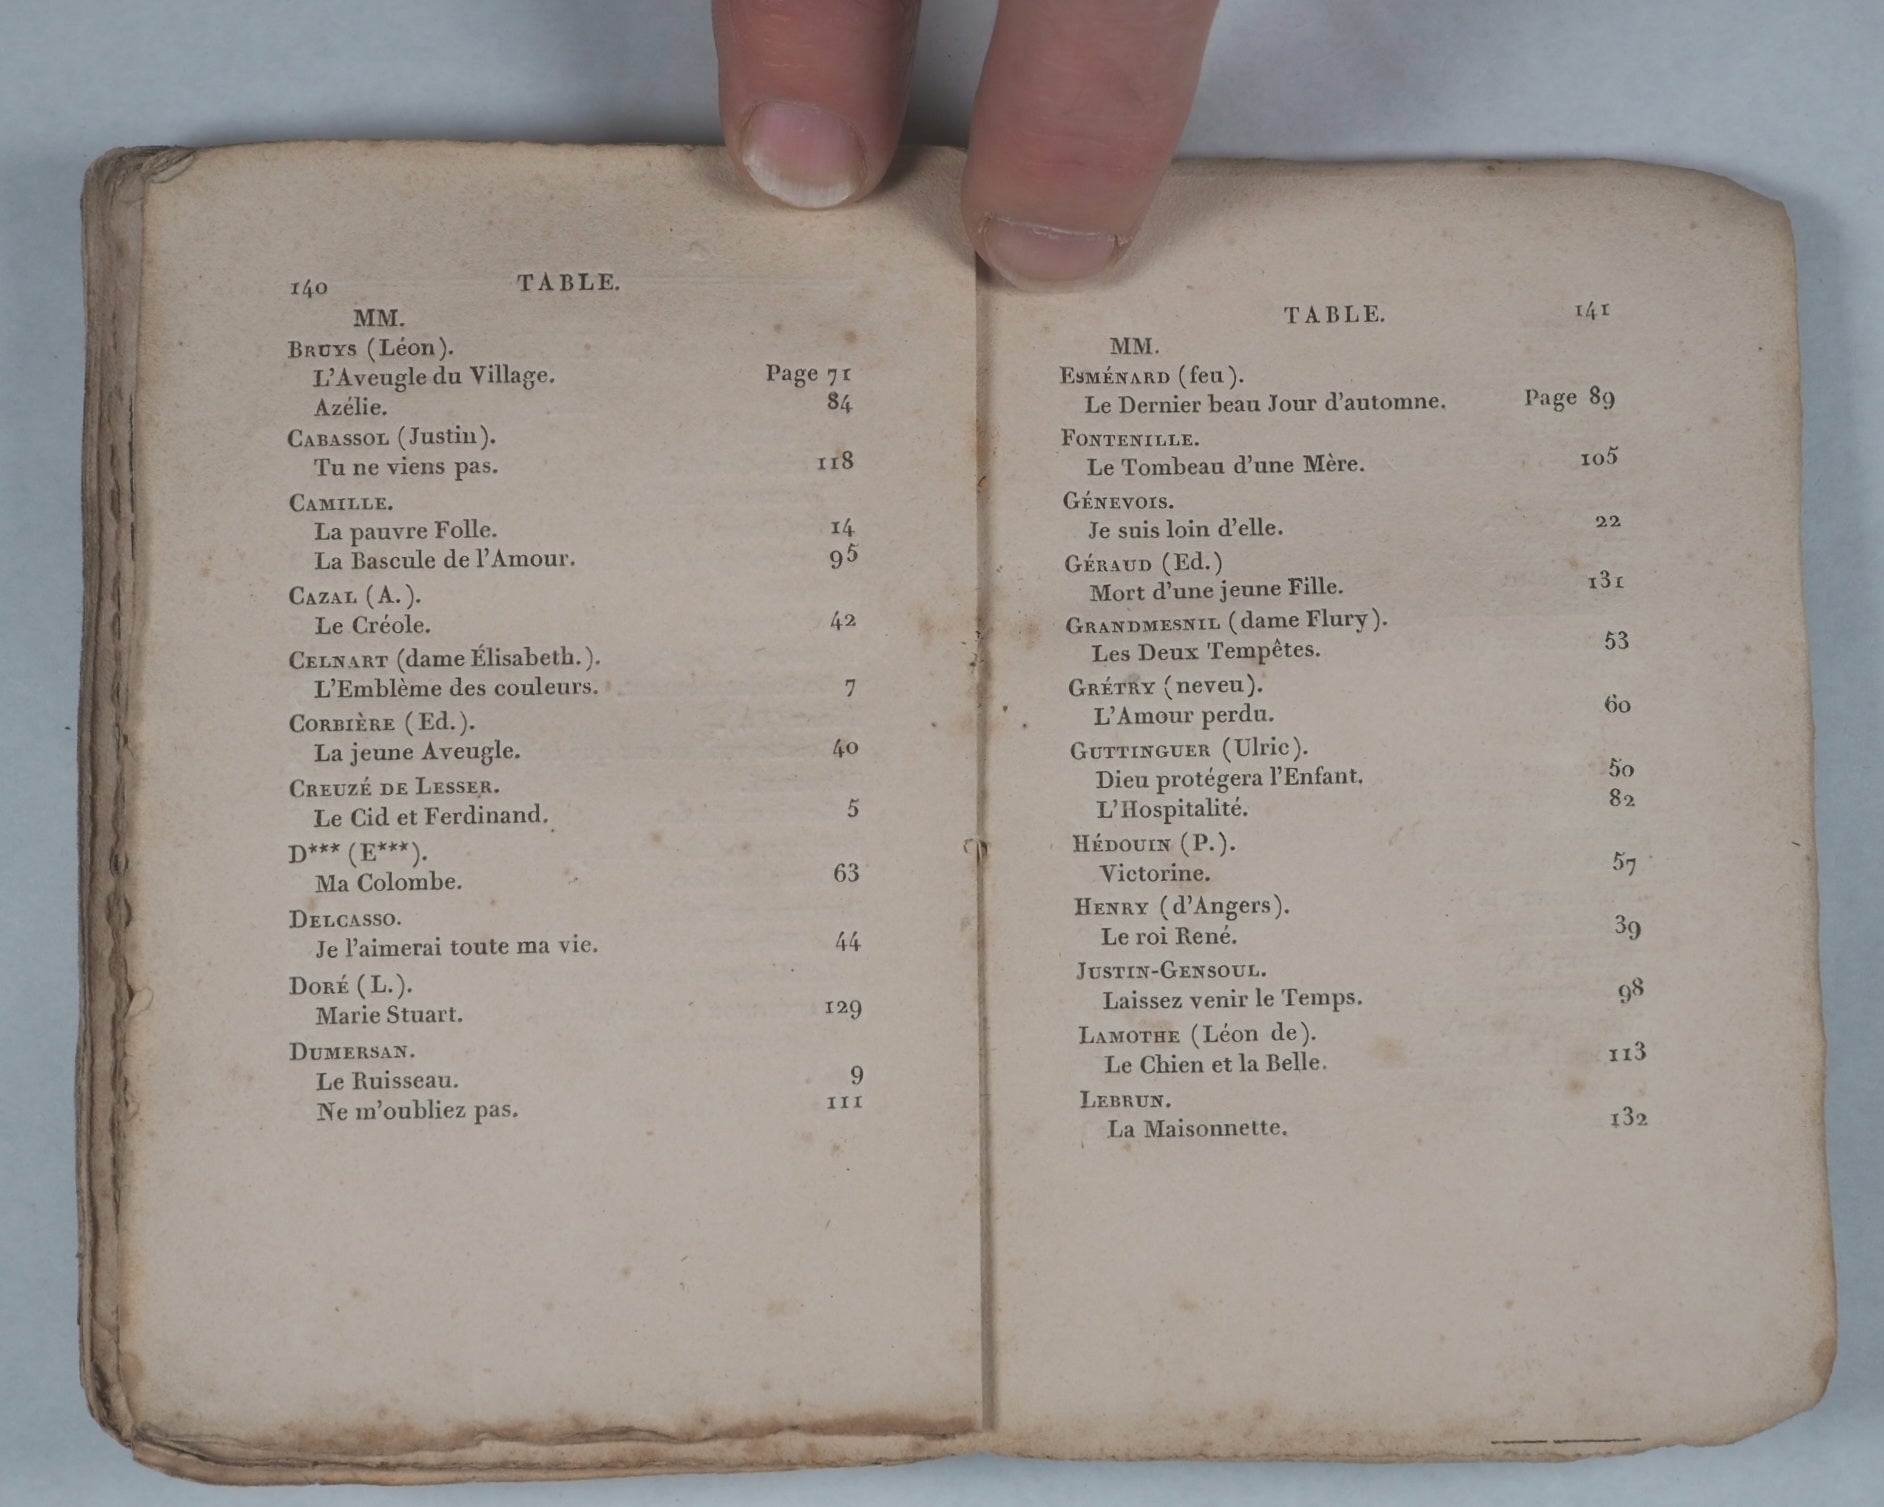 140 TABLE.
MM.
BRUYS (Léon).
L'Aveugle du Village. Page 71
Azélie. 84
CABASSOL (Justin).
Tu ne viens pas. 118
CAMILLE.
La pauvre Folle. 14
La Bascule de l'Amour. 95
CAZAL (A.).
Le Créole. 42
CELNART (dame Élisabeth.).
L'Emblème des couleurs. 7
CORBIÈRE (Ed.).
La jeune Aveugle. 40
CREUZÉ DE LESSER.
Le Cid et Ferdinand. 5
D*** (E***).
Ma Colombe. 63
DELCASSO.
Je l'aimerai toute ma vie. 44
DORÉ (L.).
Marie Stuart. 129
DUMERSAN.
Le Ruisseau. 9
Ne m'oubliez pas. 111
TABLE. 141
MM.
ESMÉNARD (feu).
Le Dernier beau Jour d'automne. Page 89
FONTENILLE.
Le Tombeau d'une Mère. 105
GÉNEVOIS.
Je suis loin d'elle. 22
GÉRAUD (Ed.)
Mort d'une jeune Fille. 131
GRANDMESNIL (dame Flury).
Les Deux Tempêtes. 53
GRÉTRY (neveu).
L'Amour perdu. 60
GUTTINGUER (Ulric).
Dieu protégera l'Enfant. 50
L'Hospitalité. 82
HÉDOUIN (P.).
Victorine. 57
HENRY (d'Angers).
Le roi René. 39
JUSTIN-GENSOUL.
Laissez venir le Temps. 98
LAMOTHE (Léon de).
Le Chien et la Belle. 113
LEBRUN.
La Maisonnette. 132